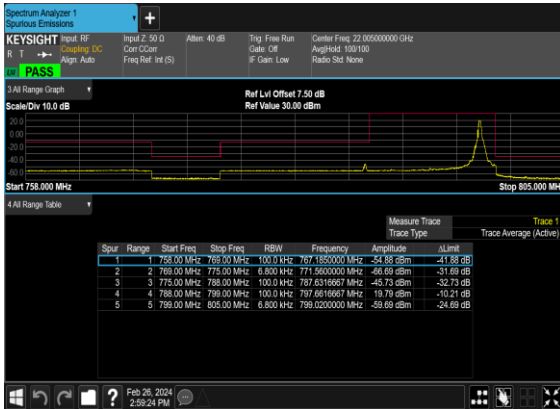 Spectrum Analyzer 1
Spurious Emissions
KEYSIGHT
R T
LXI
PASS
Input: RF
Coupling: DC
Align: Auto
Input Z: 50 Ω
Corr CCorr
Freq Ref: Int (S)
Atten: 40 dB
Trig: Free Run
Gate: Off
IF Gain: Low
Center Freq: 22.005000000 GHz
Avg|Hold: 100/100
Radio Std: None
3 All Range Graph
Scale/Div 10.0 dB
Ref Lvl Offset 7.50 dB
Ref Value 30.00 dBm
20.0
0.00
-20.0
-40.0
-60.0
Start 758.000 MHz
Stop 805.000 MH
4 All Range Table
Measure Trace Trace 1
Trace Type Trace Average (Active)
Spur Range Start Freq Stop Freq RBW Frequency Amplitude ΔLimit
1 1 758.00 MHz 769.00 MHz 100.0 kHz 767.1850000 MHz -54.88 dBm -41.88 dB
2 2 769.00 MHz 775.00 MHz 6.800 kHz 771.5600000 MHz -66.69 dBm -31.69 dB
3 3 775.00 MHz 788.00 MHz 100.0 kHz 787.6316667 MHz -45.73 dBm -32.73 dB
4 4 788.00 MHz 799.00 MHz 100.0 kHz 797.6616667 MHz 19.79 dBm -10.21 dB
5 5 799.00 MHz 805.00 MHz 6.800 kHz 799.0200000 MHz -59.69 dBm -24.69 dB
?
Feb 26, 2024
2:59:24 PM